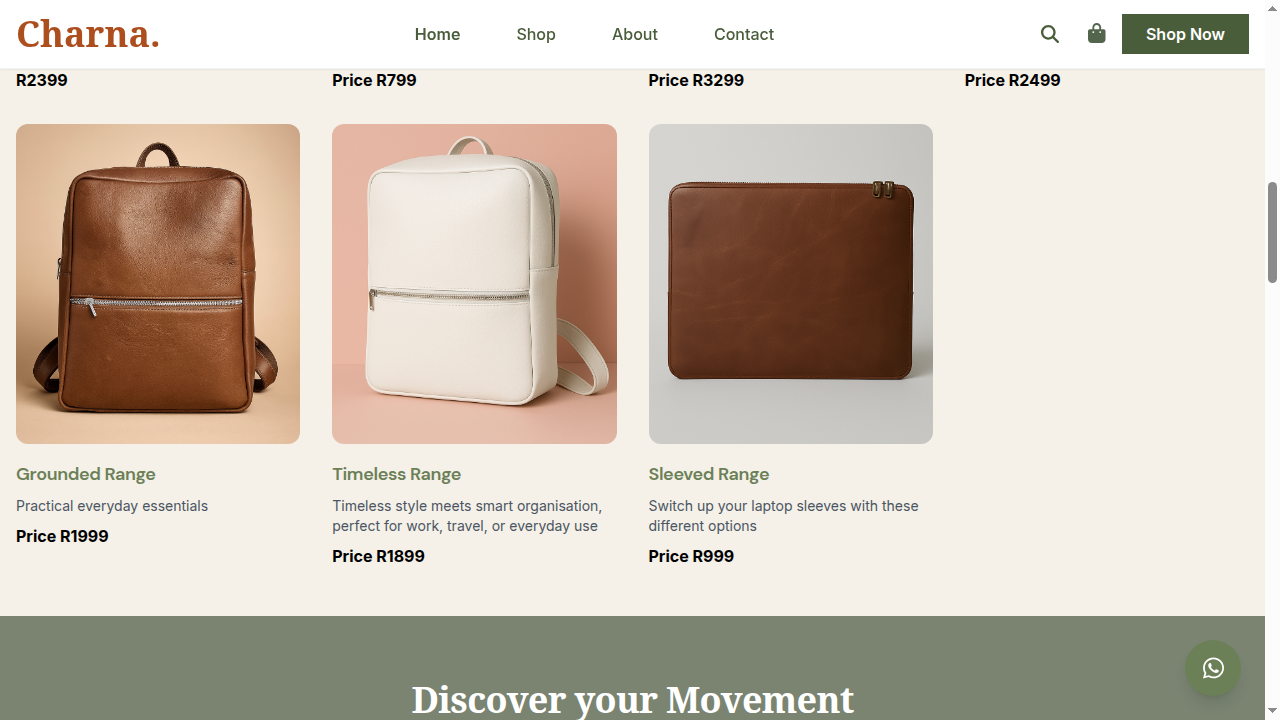 Charna.
Home
Shop
About
Contact
Shop Now
R2399
Price R799
Price R3299
Price R2499
Grounded Range
Practical everyday essentials
Price R1999
Timeless Range
Timeless style meets smart organisation,
perfect for work, travel, or everyday use
Price R1899
Sleeved Range
Switch up your laptop sleeves with these
different options
Price R999
Discover your Movement